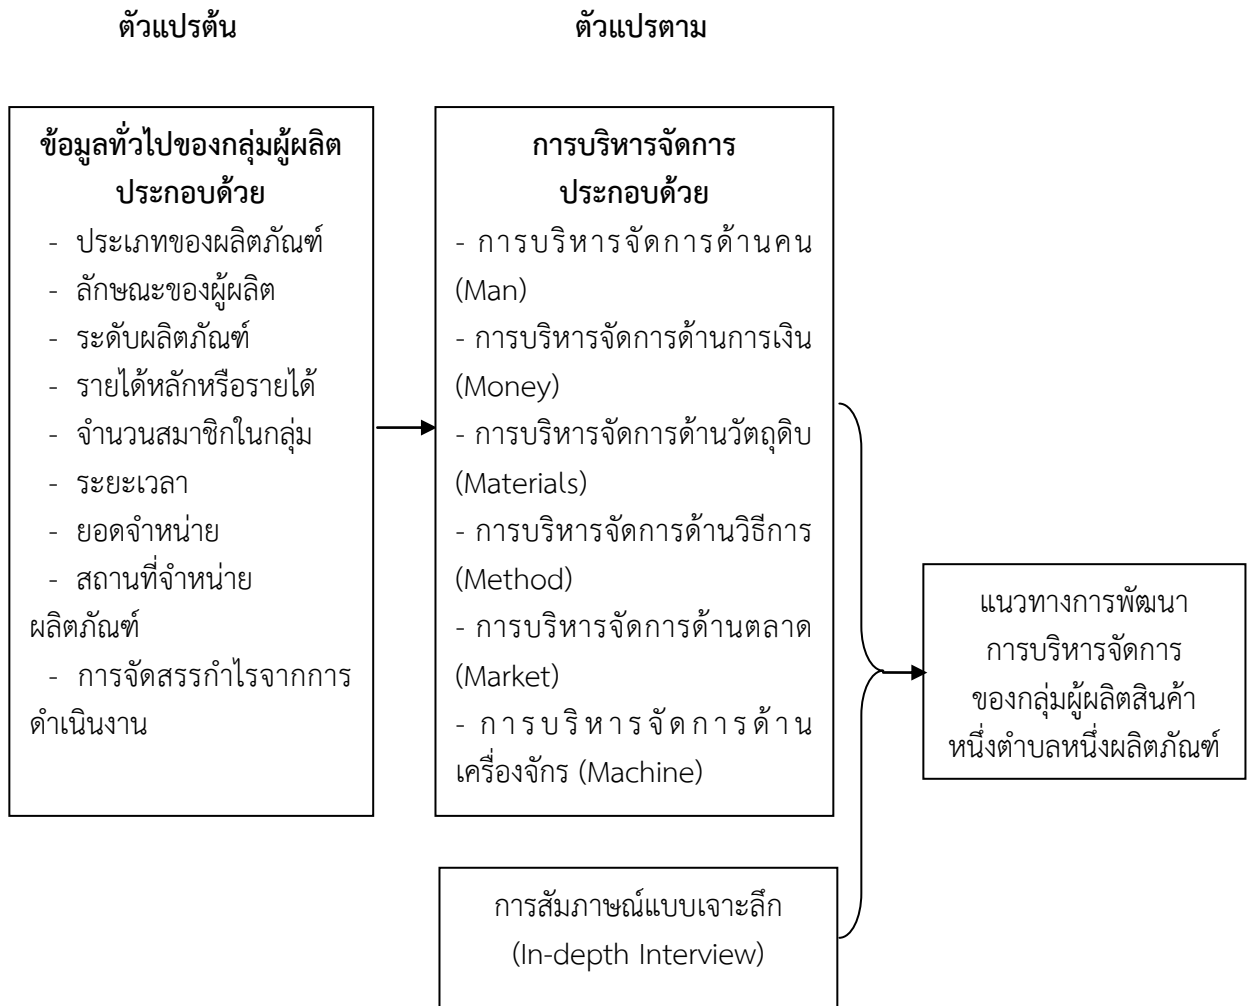 ตัวแปรต้น
ตัวแปรตาม
ข้อมูลทั่วไปของกลุ่มผู้ผลิต
ประกอบด้วย
- ประเภทของผลิตภัณฑ์
- ลักษณะของผู้ผลิต
- ระดับผลิตภัณฑ์
- รายได้หลักหรือรายได้
- จำนวนสมาชิกในกลุ่ม
- ระยะเวลา
- ยอดจำหน่าย
- สถานที่จำหน่าย
ผลิตภัณฑ์
- การจัดสรรกำไรจากการ
ดำเนินงาน
การบริหารจัดการ
ประกอบด้วย
- การบริหารจัดการด้านคน
(Man)
- การบริหารจัดการด้านการเงิน
(Money)
- การบริหารจัดการด้านวัตถุดิบ
(Materials)
- การบริหารจัดการด้านวิธีการ
(Method)
- การบริหารจัดการด้านตลาด
(Market)
- การบริหารจัดการด้าน
เครื่องจักร (Machine)
การสัมภาษณ์แบบเจาะลึก
(In-depth Interview)
แนวทางการพัฒนา
การบริหารจัดการ
ของกลุ่มผู้ผลิตสินค้า
หนึ่งตำบลหนึ่งผลิตภัณฑ์